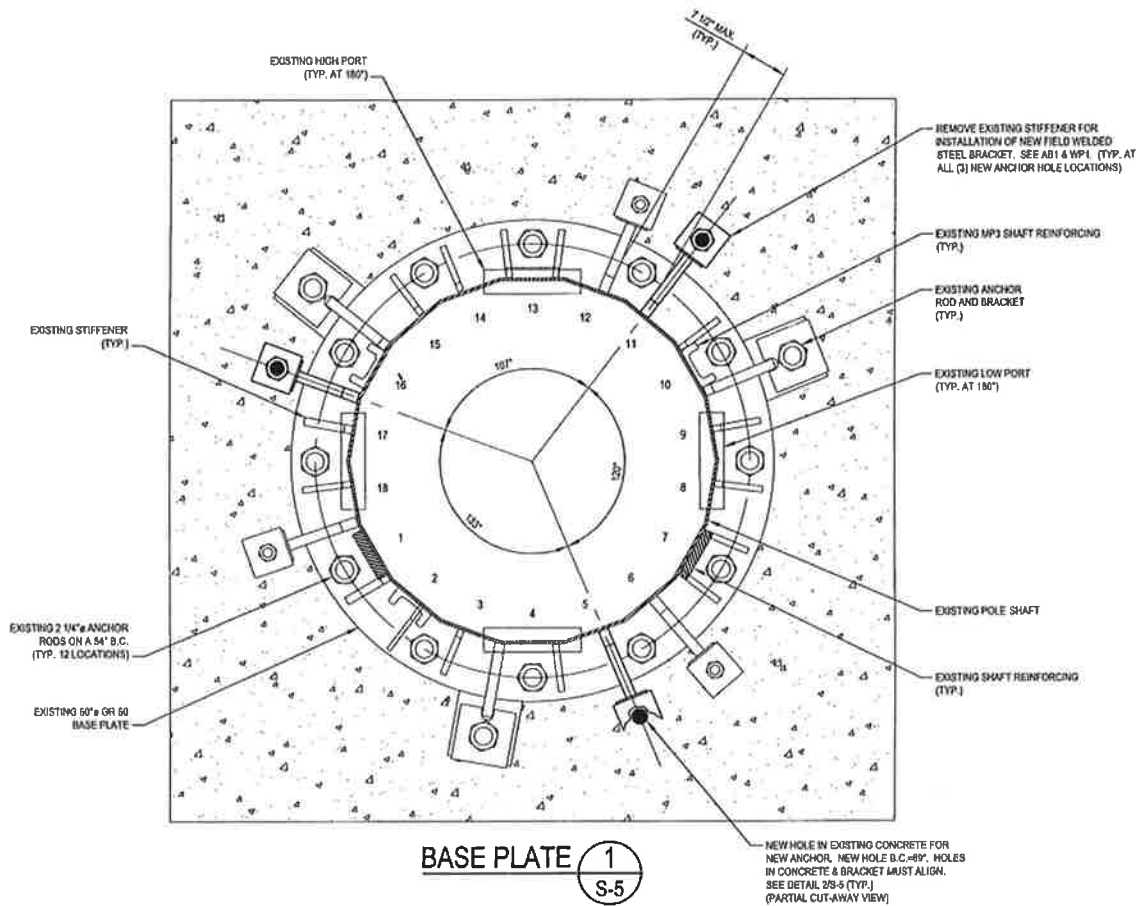 7 1/2" MAX.
(TYP.)
EXISTING HIGH PORT
(TYP. AT 180°)
REMOVE EXISTING STIFFENER FOR
INSTALLATION OF NEW FIELD WELDED
STEEL BRACKET. SEE AB1 & WP1. (TYP. AT
ALL (3) NEW ANCHOR HOLE LOCATIONS)
EXISTING MP3 SHAFT REINFORCING
(TYP.)
EXISTING ANCHOR
ROD AND BRACKET
(TYP.)
EXISTING STIFFENER
(TYP.)
EXISTING LOW PORT
(TYP. AT 180°)
14
13
12
15
11
16
10
107°
17
9
120°
18
8
133°
1
7
2
6
3
4
5
EXISTING POLE SHAFT
EXISTING 2 1/4"ø ANCHOR
RODS ON A 54" B.C.
(TYP. 12 LOCATIONS)
EXISTING SHAFT REINFORCING
(TYP.)
EXISTING 60"ø GR 60
BASE PLATE
NEW HOLE IN EXISTING CONCRETE FOR
NEW ANCHOR. NEW HOLE B.C.=69". HOLES
IN CONCRETE & BRACKET MUST ALIGN.
SEE DETAIL 2/S-5 (TYP.)
(PARTIAL CUT-AWAY VIEW)
BASE PLATE
1
S-5